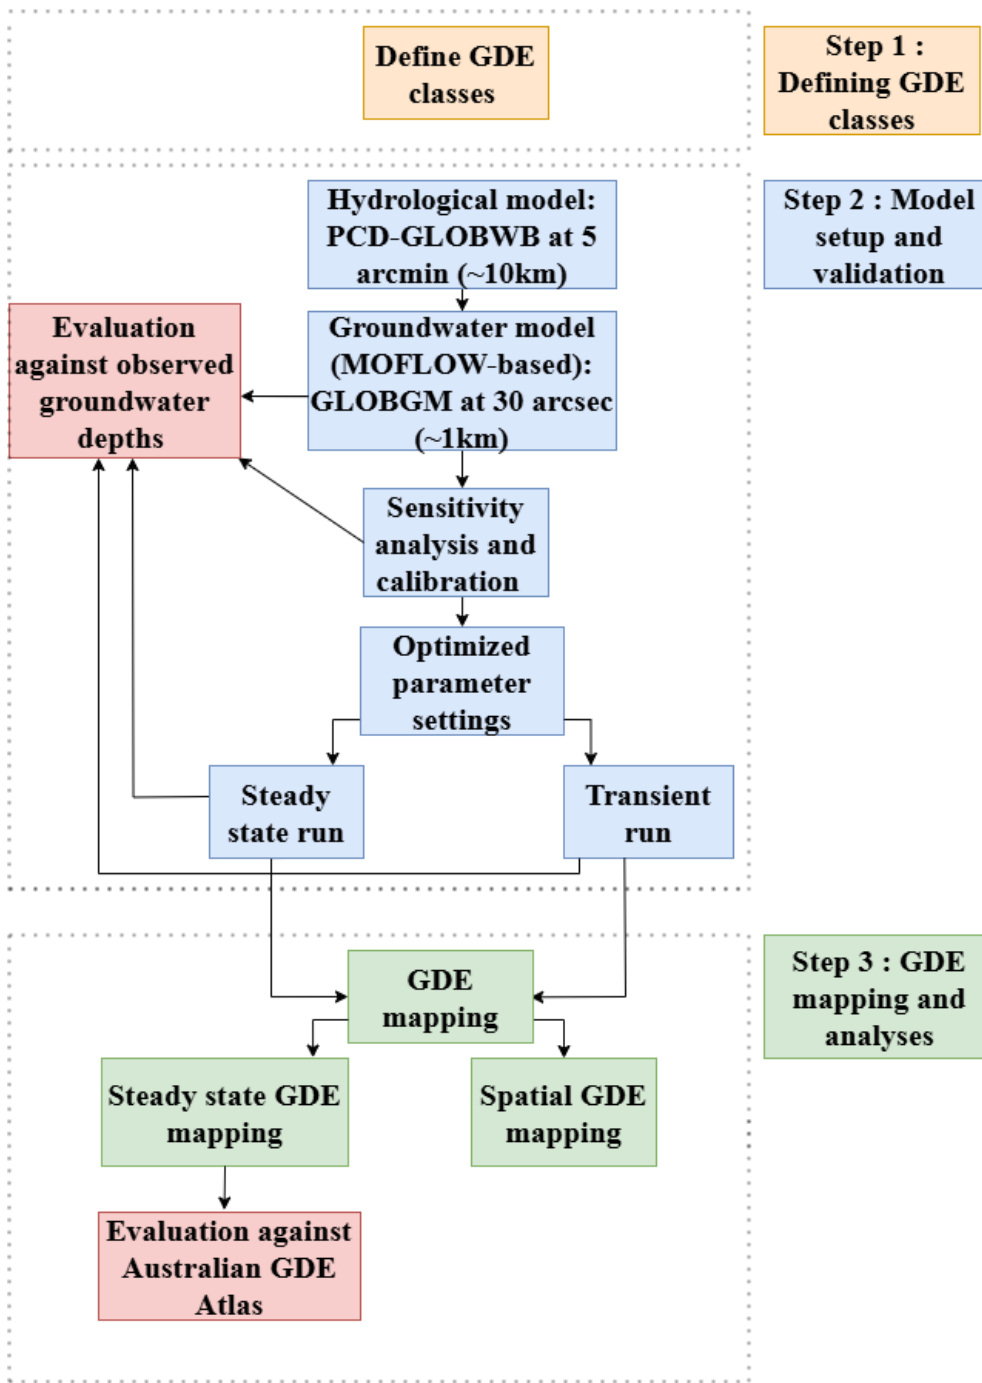 Define GDE
classes
Step 1 :
Defining GDE
classes
Hydrological model:
PCD-GLOBWB at 5
arcmin (~10km)
Step 2 : Model
setup and
validation
Evaluation
against observed
groundwater
depths
Groundwater model
(MOFLOW-based):
GLOBGM at 30 arcsec
(~1km)
Sensitivity
analysis and
calibration
Optimized
parameter
settings
Steady
state run
Transient
run
GDE
mapping
Step 3 : GDE
mapping and
analyses
Steady state GDE
mapping
Spatial GDE
mapping
Evaluation against
Australian GDE
Atlas